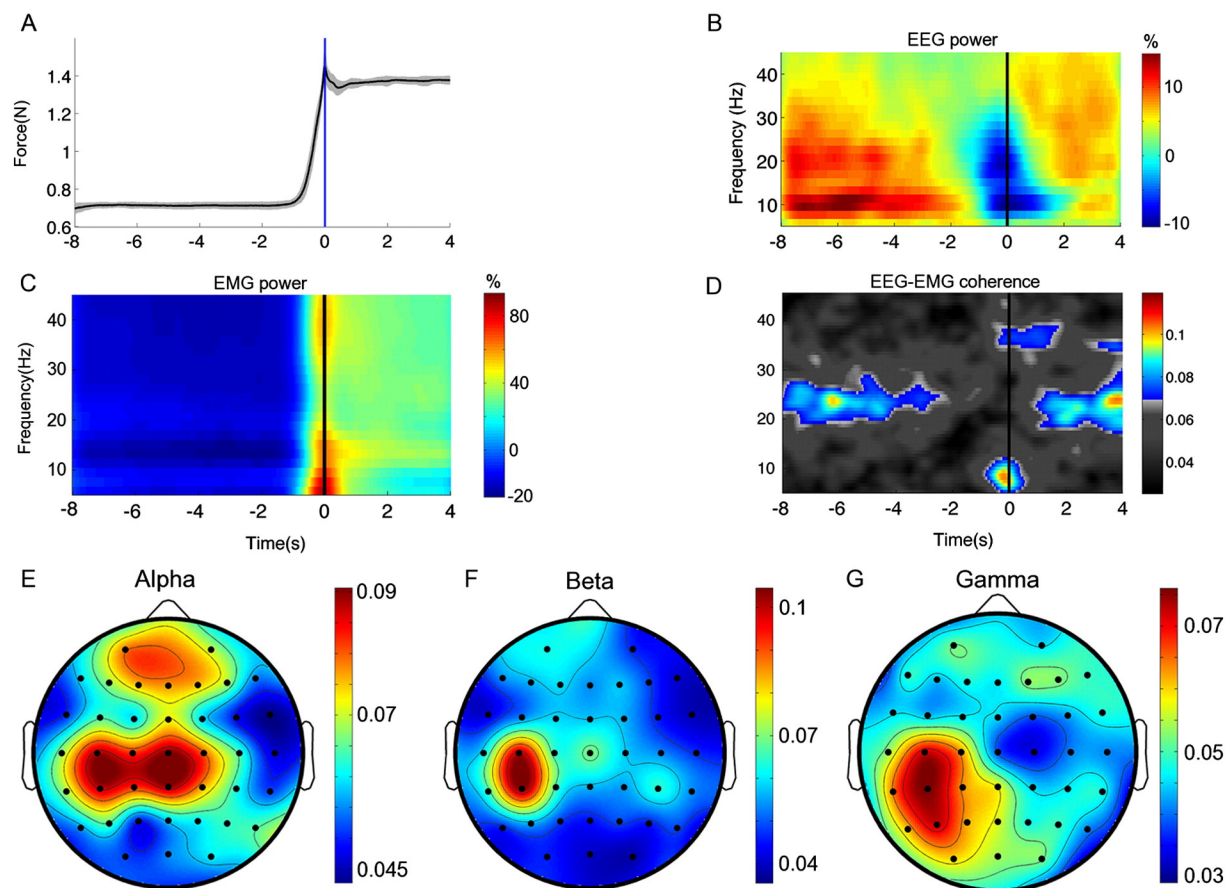 A
Force(N)
1.4
1.2
1
0.8
0.6
-8 -6 -4 -2 0 2 4
B
EEG power
%
Frequency (Hz)
40
30
20
10
10
5
0
-5
-10
-8 -6 -4 -2 0 2 4
C
EMG power
%
Frequency(Hz)
40
30
20
10
80
60
40
20
0
-20
-8 -6 -4 -2 0 2 4
Time(s)
D
EEG-EMG coherence
40
30
20
10
0.1
0.08
0.06
0.04
-8 -6 -4 -2 0 2 4
Time(s)
E
Alpha
0.09
0.07
0.045
F
Beta
0.1
0.07
0.04
G
Gamma
0.07
0.05
0.03